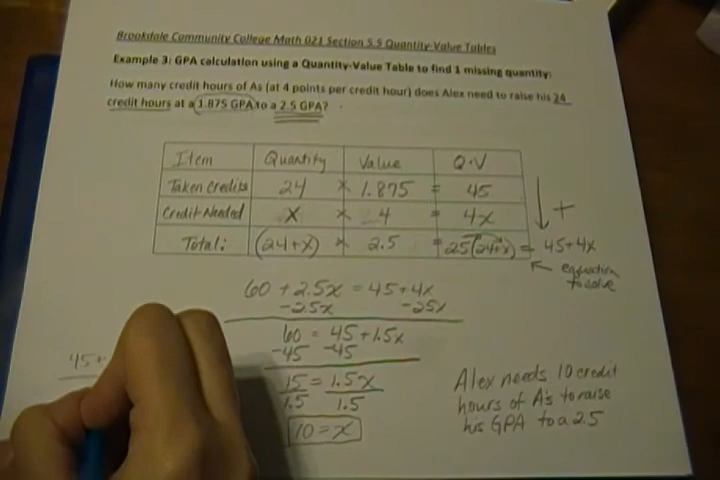 Brookdale Community College Math 021 Section 5.5 Quantity-Value Tables
Example 3: GPA calculation using a Quantity-Value Table to find 1 missing quantity:
How many credit hours of As (at 4 points per credit hour) does Alex need to raise his 24
credit hours at a 1.875 GPA to a 2.5 GPA?
Item Quantity Value Q·V
Taken Credits 24 x 1.875 = 45
Credit Needed x x 4 = 4x
Total: (24+x) x 2.5 = 2.5(24+x) = 45+4x
+
equation
to solve
60 + 2.5x = 45+4x
-2.5x -2.5x
60 = 45+1.5x
-45 -45
15 = 1.5x
1.5 1.5
10 = x
45+
Alex needs 10 credit
hours of A's to raise
his GPA to a 2.5